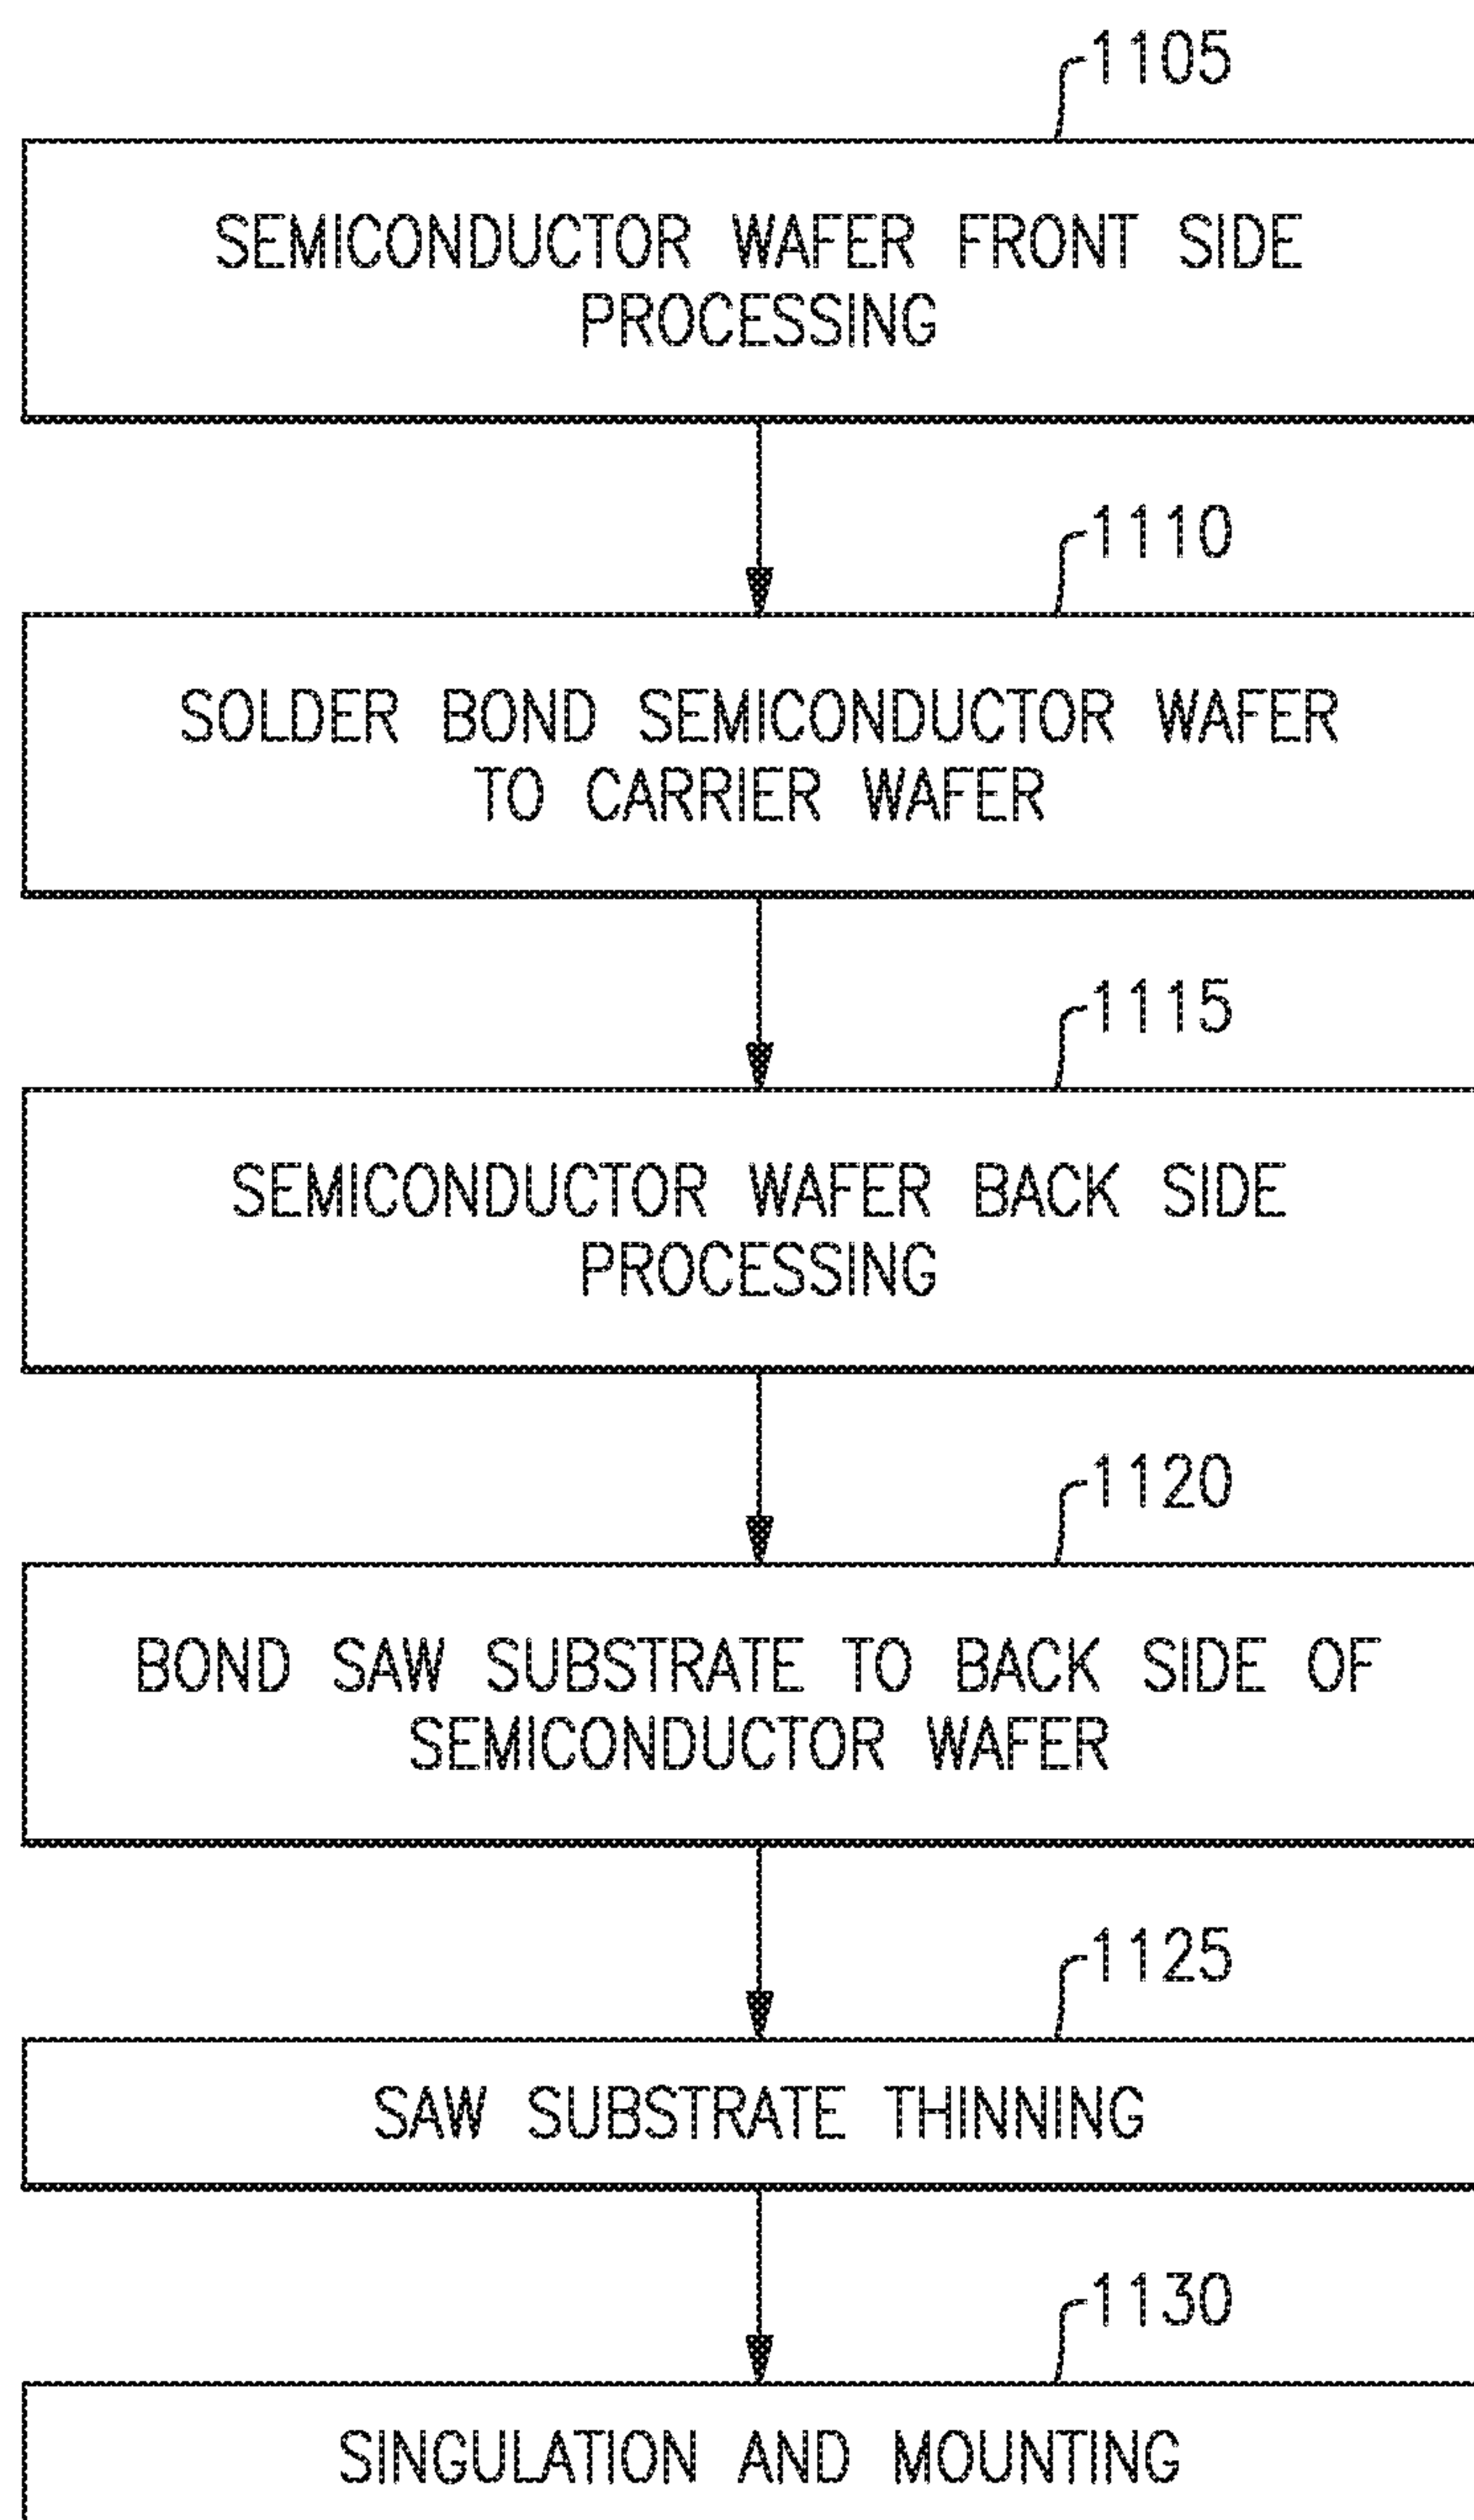 1105
SEMICONDUCTOR WAFER FRONT SIDE
PROCESSING
1110
SOLDER BOND SEMICONDUCTOR WAFER
TO CARRIER WAFER
1115
SEMICONDUCTOR WAFER BACK SIDE
PROCESSING
1120
BOND SAW SUBSTRATE TO BACK SIDE OF
SEMICONDUCTOR WAFER
1125
SAW SUBSTRATE THINNING
1130
SINGULATION AND MOUNTING